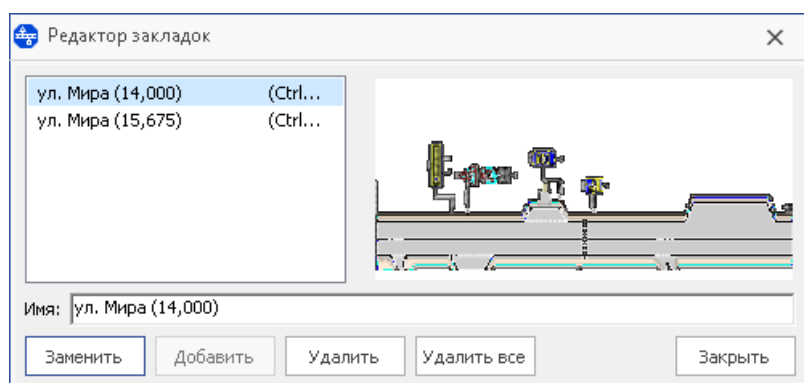 Редактор закладок
ул. Мира (14,000) (Ctrl...
ул. Мира (15,675) (Ctrl...
Имя: ул. Мира (14,000)
Заменить Добавить Удалить Удалить все Закрыть